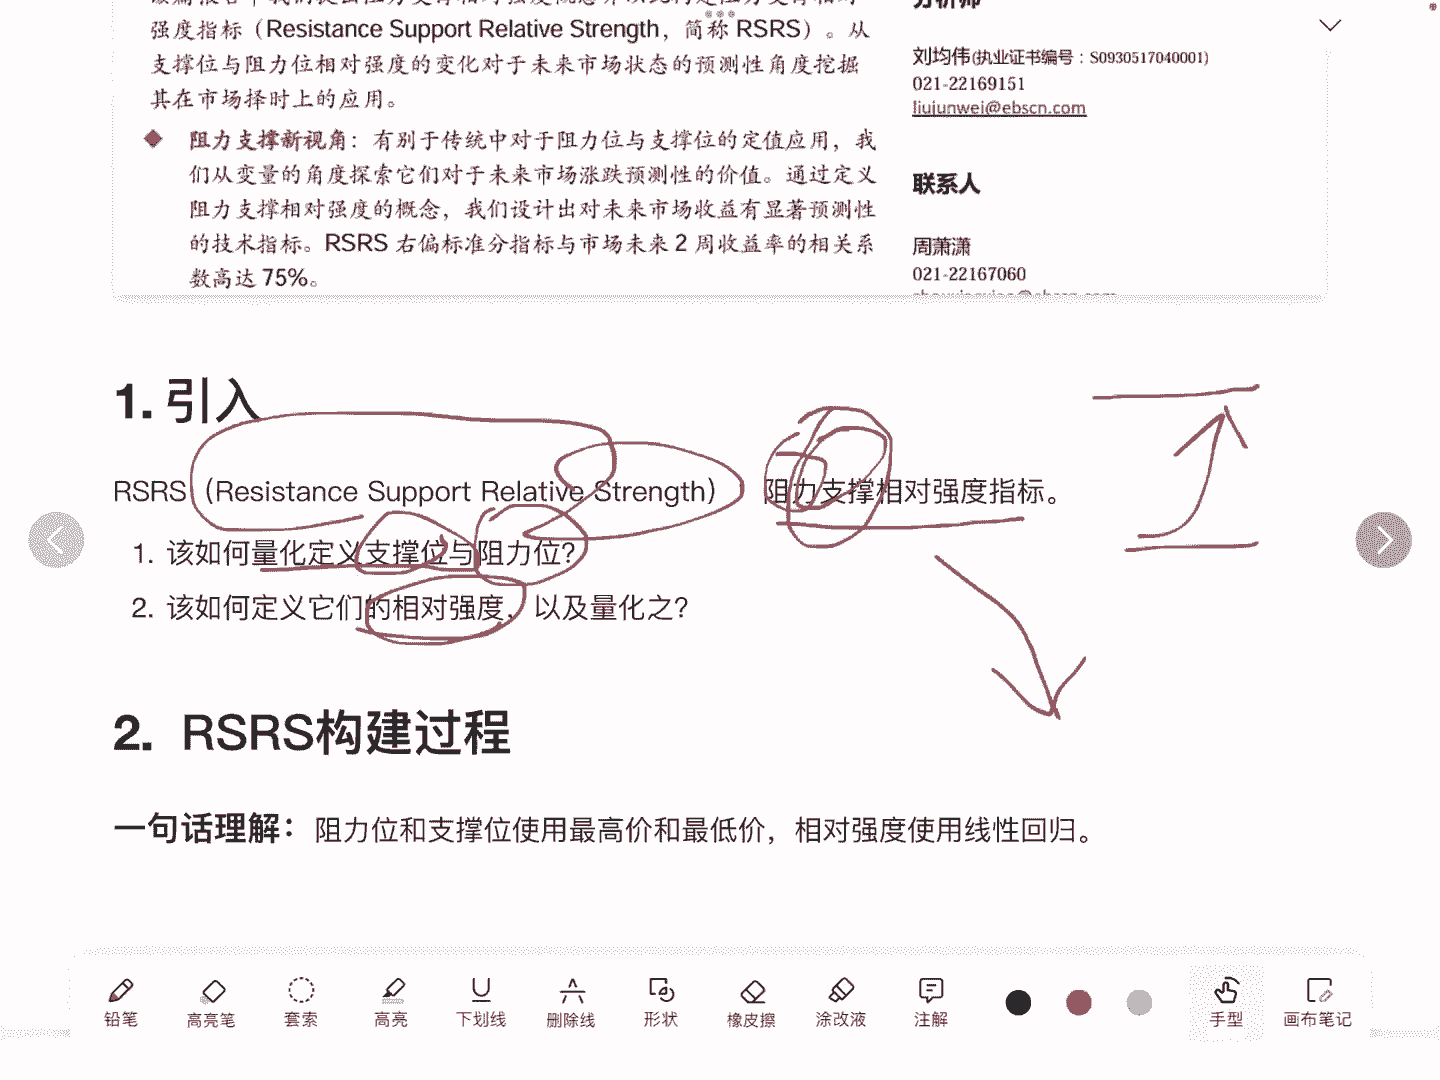 强度指标（Resistance Support Relative Strength，简称 RSRS）。从
支撑位与阻力位相对强度的变化对于未来市场状态的预测性角度挖掘
其在市场择时上的应用。
◆ 阻力支撑新视角：有别于传统中对于阻力位与支撑位的定值应用，我
们从变量的角度探索它们对于未来市场涨跌预测性的价值。通过定义
阻力支撑相对强度的概念，我们设计出对未来市场收益有显著预测性
的技术指标。RSRS 右偏标准分指标与市场未来 2 周收益率的相关系
数高达 75%。
分析师
刘均伟(执业证书编号：S0930517040001)
021-22169151
liujunwei@ebscn.com
联系人
周萧潇
021-22167060
1. 引入
RSRS（Resistance Support Relative Strength） 阻力支撑相对强度指标。
1. 该如何量化定义支撑位与阻力位？
2. 该如何定义它们的相对强度，以及量化之？
2. RSRS构建过程
一句话理解：阻力位和支撑位使用最高价和最低价，相对强度使用线性回归。
铅笔 高亮笔 套索 高亮 下划线 删除线 形状 橡皮擦 涂改液 注解 手型 画布笔记